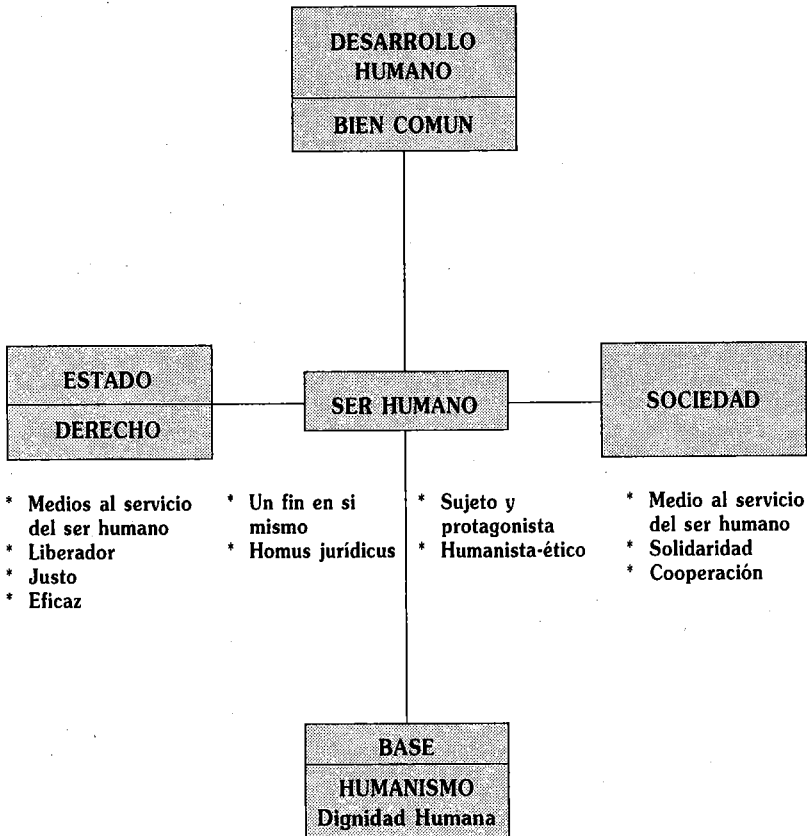 DESARROLLO
HUMANO
BIEN COMUN
ESTADO
DERECHO
SER HUMANO
SOCIEDAD
* Medios al servicio
del ser humano
* Liberador
* Justo
* Eficaz
* Un fin en si
mismo
* Homus jurídicus
* Sujeto y
protagonista
* Humanista-ético
* Medio al servicio
del ser humano
* Solidaridad
* Cooperación
BASE
HUMANISMO
Dignidad Humana